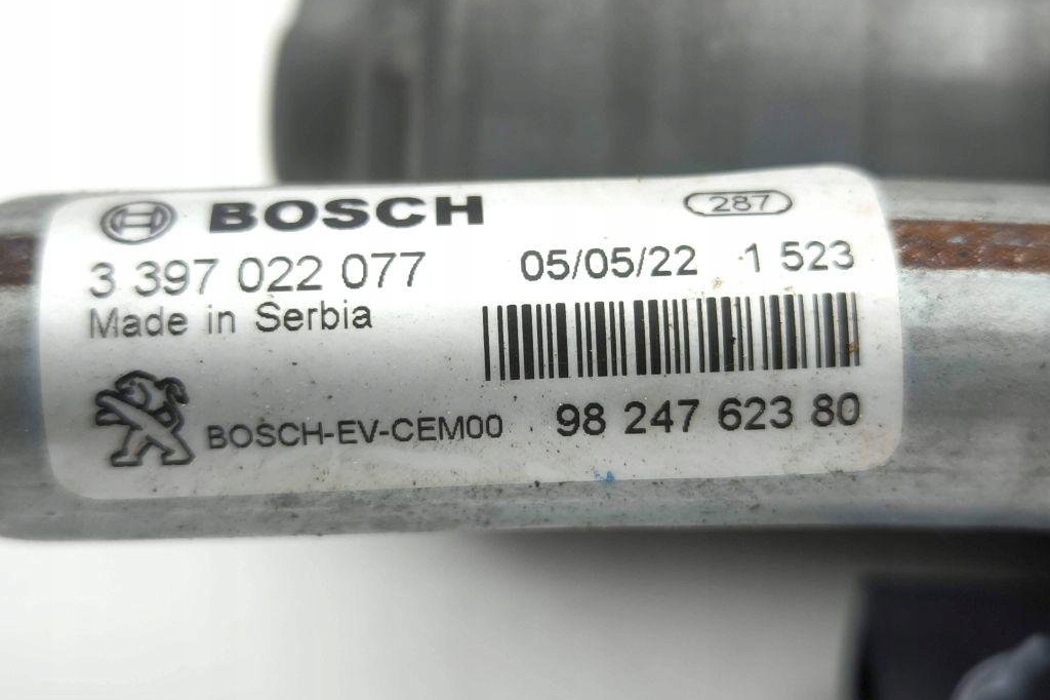 BOSCH 287
3 397 022 077 05/05/22 1 523
Made in Serbia
BOSCH-EV-CEM00 98 247 623 80